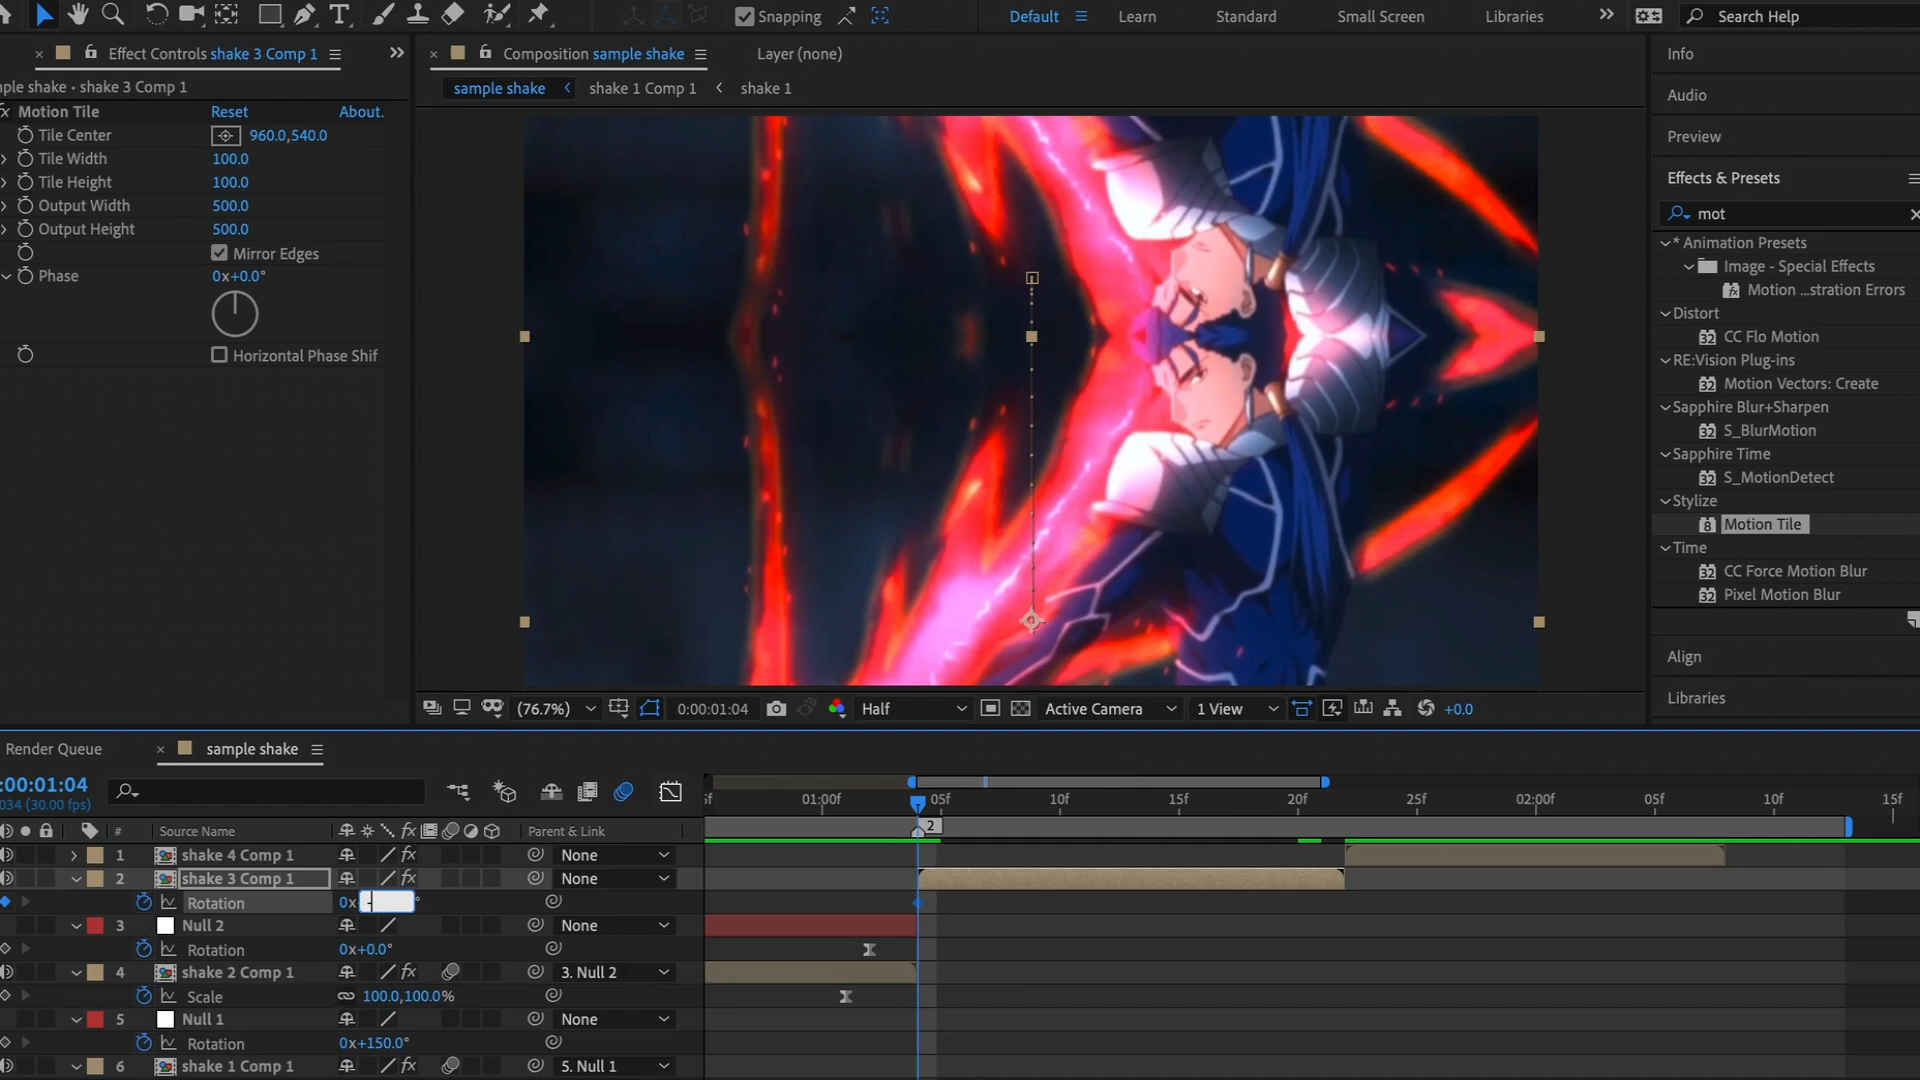 Snapping
Default
Learn
Standard
Small Screen
Libraries
Search Help
Effect Controls shake 3 Comp 1
Composition sample shake
Layer (none)
Info
mple shake • shake 3 Comp 1
sample shake
shake 1 Comp 1
shake 1
Audio
Motion Tile
Reset
About.
Tile Center
960.0,540.0
Preview
Tile Width
100.0
Tile Height
100.0
Effects & Presets
Output Width
500.0
mot
Output Height
500.0
Mirror Edges
* Animation Presets
Phase
0x+0.0°
Image - Special Effects
Motion ...stration Errors
Distort
CC Flo Motion
Horizontal Phase Shif
RE:Vision Plug-ins
Motion Vectors: Create
Sapphire Blur+Sharpen
S_BlurMotion
Sapphire Time
S_MotionDetect
Stylize
Motion Tile
Time
CC Force Motion Blur
Pixel Motion Blur
Align
Libraries
(76.7%)
0:00:01:04
Half
Active Camera
1 View
+0.0
Render Queue
sample shake
:00:01:04
034 (30.00 fps)
5f
01:00f
05f
10f
15f
20f
25f
02:00f
05f
10f
15f
#
Source Name
fx
Parent & Link
2
1
shake 4 Comp 1
fx
None
2
shake 3 Comp 1
fx
None
Rotation
0x
-
°
3
Null 2
None
Rotation
0x+0.0°
4
shake 2 Comp 1
fx
3. Null 2
Scale
100.0,100.0%
5
Null 1
None
Rotation
0x+150.0°
6
shake 1 Comp 1
fx
5. Null 1